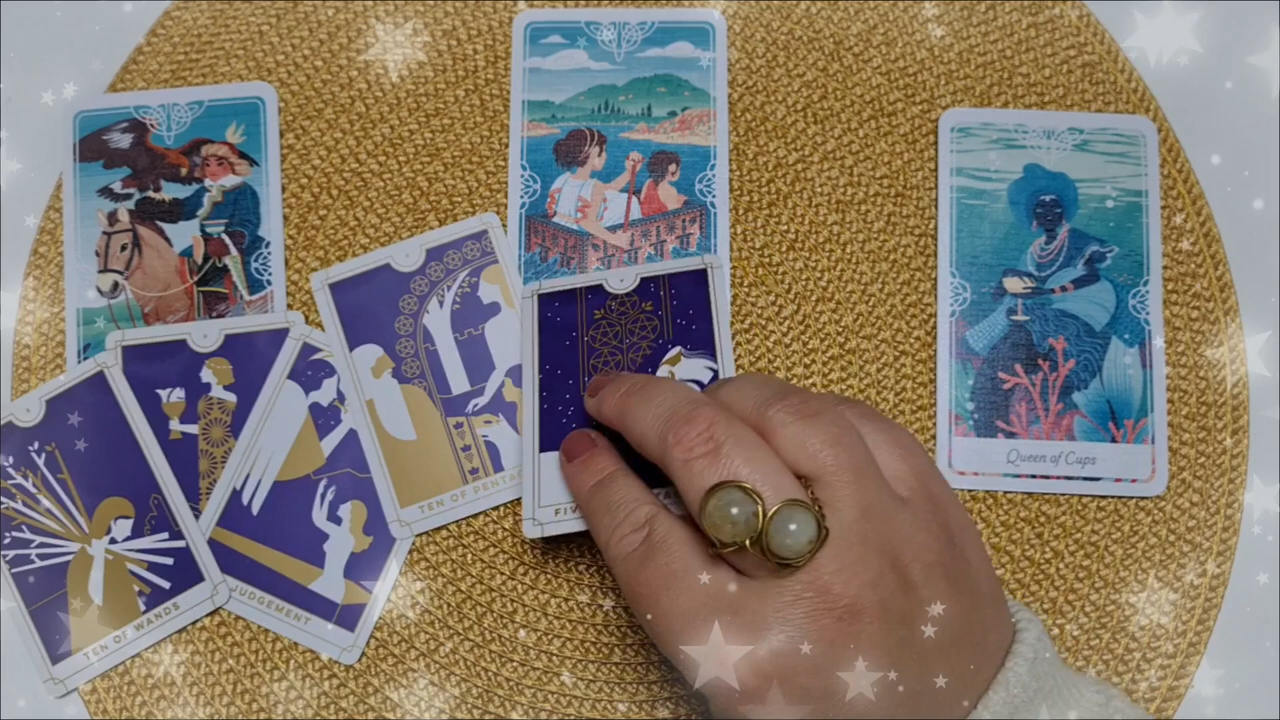 Queen of Cups
TEN OF PENTA
FIV
TEN OF WANDS
JUDGEMENT